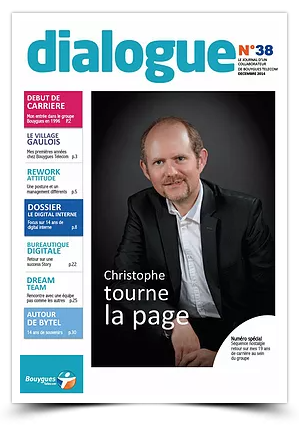 dialogue
N°38
LE JOURNAL D'UN
COLLABORATEUR
DE BOUYGUES TELECOM
DECEMBRE 2014
DEBUT DE
CARRIÈRE
Mon entrée dans le groupe
Bouygues en 1996 P.2
LE VILLAGE
GAULOIS
Mes premières années
chez Bouygues Telecom p.3
REWORK
ATTITUDE
Une posture et un
management différents p.5
DOSSIER
LE DIGITAL INTERNE
Focus sur 14 ans de
digital interne p.8
BUREAUTIQUE
DIGITALE
Retour sur une
success Story p.22
DREAM
TEAM
Rencontre avec une équipe
pas comme les autres p.25
AUTOUR
DE BYTEL
14 ans de souvenirs p.30
Christophe
tourne
la page
Numéro spécial
Séquence nostalgie
retour sur mes 19 ans
de carrière au sein
du groupe
Bouygues
Telecom